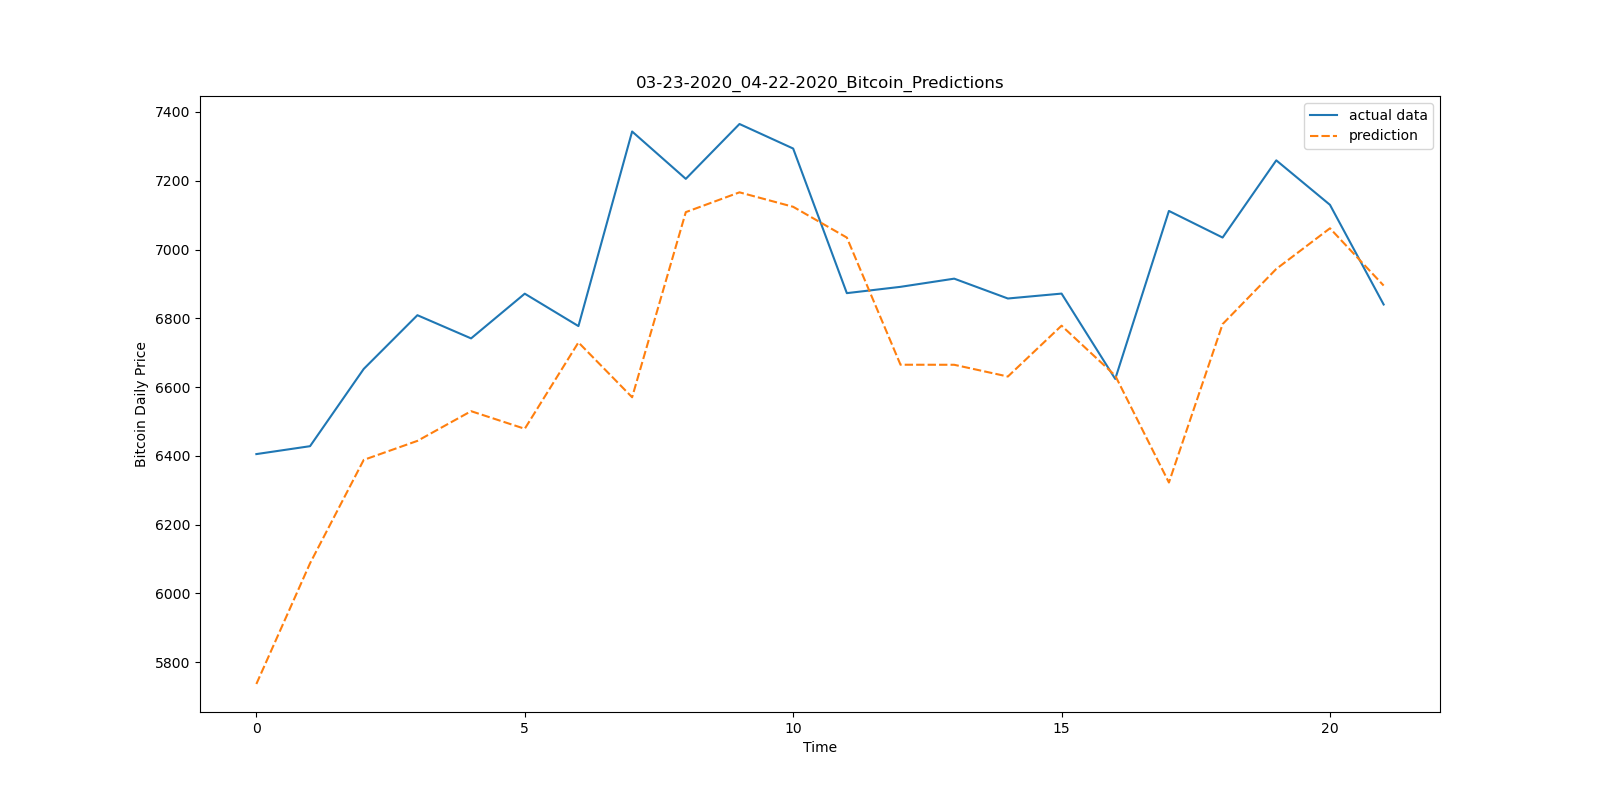 03-23-2020_04-22-2020_Bitcoin_Predictions
actual data
prediction
Bitcoin Daily Price
7400
7200
7000
6800
6600
6400
6200
6000
5800
0 5 10 15 20
Time